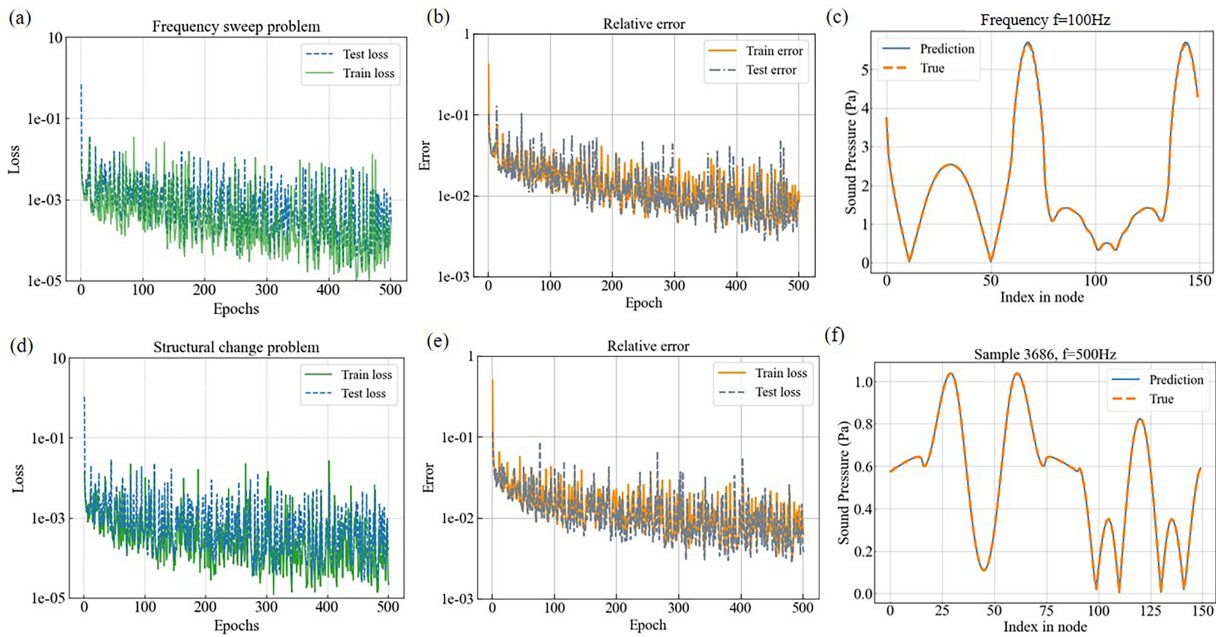 (a)
Frequency sweep problem
10
1e-01
1e-03
1e-05
Loss
Test loss
Train loss
0 100 200 300 400 500
Epochs
(b)
Relative error
1
1e-01
1e-02
1e-03
Error
Train error
Test error
0 100 200 300 400 500
Epoch
(c)
Frequency f=100Hz
5
4
3
2
1
0
Sound Pressure (Pa)
Prediction
True
0 50 100 150
Index in node
(d)
Structural change problem
10
1e-01
1e-03
1e-05
Loss
Train loss
Test loss
0 100 200 300 400 500
Epochs
(e)
Relative error
1
1e-01
1e-02
1e-03
Error
Train loss
Test loss
0 100 200 300 400 500
Epoch
(f)
Sample 3686, f=500Hz
1.0
0.8
0.6
0.4
0.2
0.0
Sound Pressure (Pa)
Prediction
True
0 25 50 75 100 125 150
Index in node